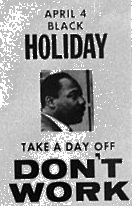 APRIL 4
BLACK
HOLIDAY
TAKE A DAY OFF
DON'T
WORK